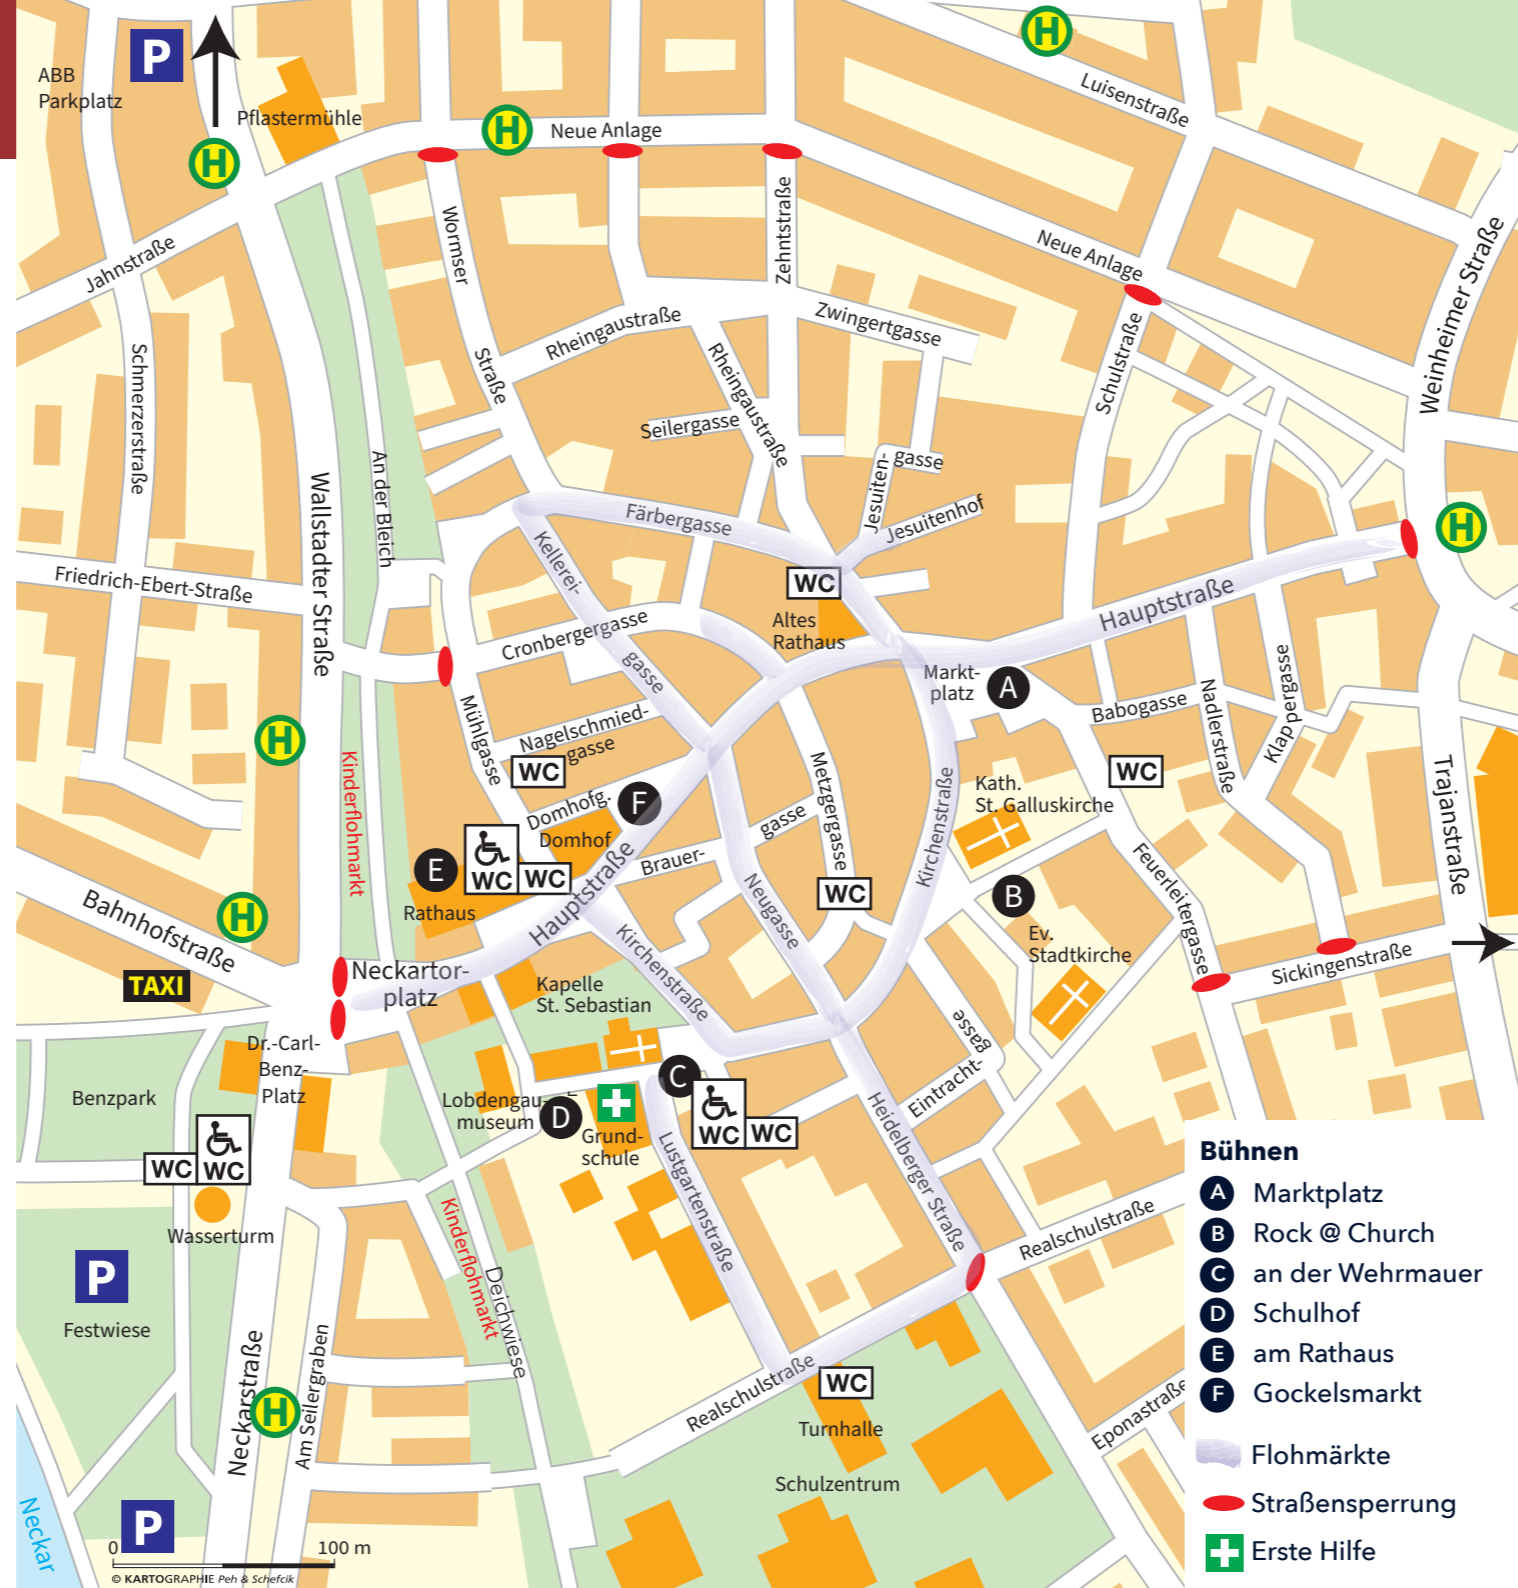 P
ABB
Parkplatz
Pflastermühle
H
H
Neue Anlage
H
Luisenstraße
Jahnstraße
Wormser
Straße
Zehntstraße
Neue Anlage
Weinheimer Straße
Schmerzerstraße
Rheingaustraße
Zwingertgasse
Rheingaustraße
Schulstraße
Seilergasse
An der Bleich
Wallstadter Straße
Jesuiten-
gasse
Jesuitenhof
Färbergasse
Kellerei-
gasse
H
WC
Altes
Rathaus
Friedrich-Ebert-Straße
Cronbergergasse
Hauptstraße
Markt-
platz
A
Babogasse
Nadlerstraße
Klappergasse
Mühlgasse
Nagelschmied-
gasse
WC
H
Kinderflohmarkt
Domhofg.
F
Domhof
Metzgergasse
Kirchenstraße
Kath.
St. Galluskirche
WC
Trajanstraße
E
WC
WC
Rathaus
Hauptstraße
Brauer-
gasse
WC
Neugasse
B
Ev.
Stadtkirche
Feuerleitergasse
Sickingenstraße
Bahnhofstraße
H
TAXI
Neckartor-
platz
Kapelle
St. Sebastian
Kirchenstraße
Dr.-Carl-
Benz-
Platz
Benzpark
C
WC
WC
Lobdengau-
museum
D
Grund-
schule
Eintracht-
gasse
Heidelberger Straße
WC
WC
Wasserturm
Lustgartenstraße
Kinderflohmarkt
Deichwiese
Realschulstraße
P
Festwiese
Neckarstraße
H
Am Seilergraben
Realschulstraße
WC
Turnhalle
Schulzentrum
Eponastraße
Neckar
P
0
100 m
© KARTOGRAPHIE Peh & Schefcik
Bühnen
A Marktplatz
B Rock @ Church
C an der Wehrmauer
D Schulhof
E am Rathaus
F Gockelsmarkt
Flohmärkte
Straßensperrung
Erste Hilfe